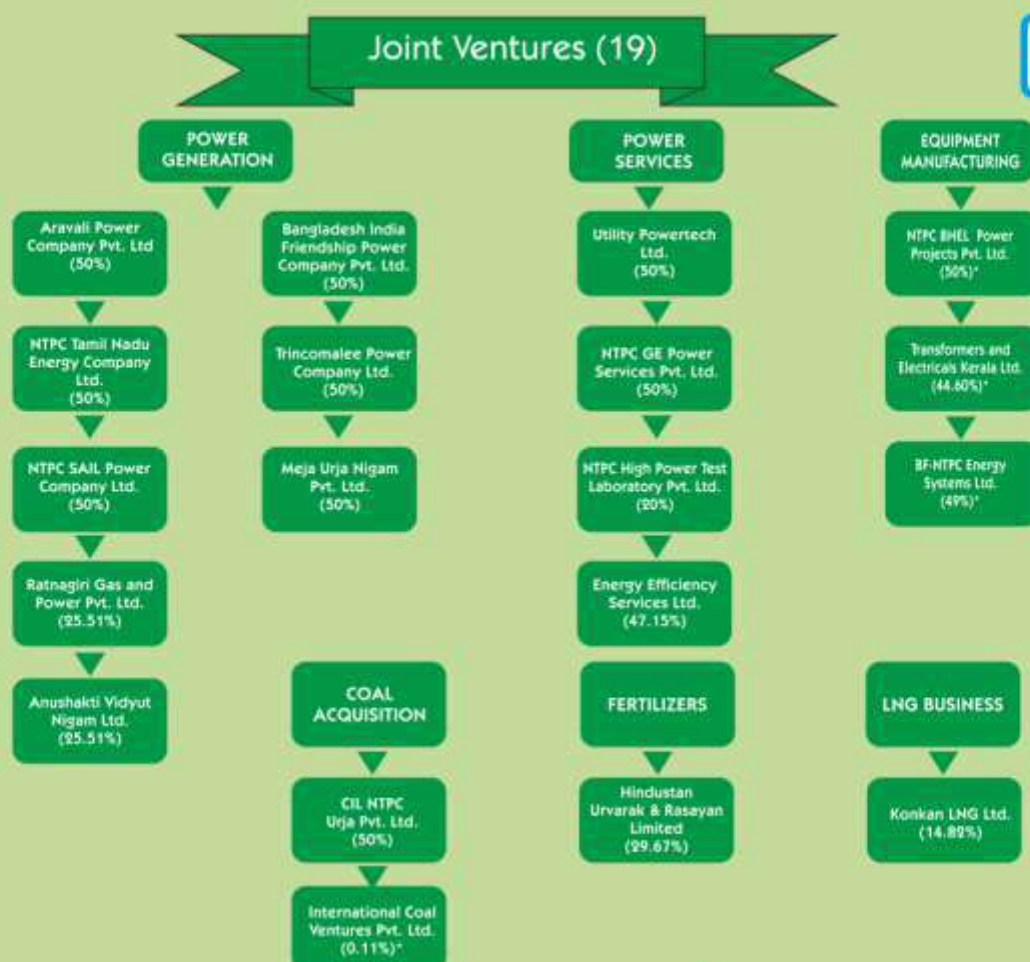 Joint Ventures (19)
POWER
GENERATION
Aravali Power
Company Pvt. Ltd
(50%)
NTPC Tamil Nadu
Energy Company
Ltd.
(50%)
NTPC SAIL Power
Company Ltd.
(50%)
Ratnagiri Gas and
Power Pvt. Ltd.
(25.51%)
Anushakti Vidyut
Nigam Ltd.
(25.51%)
Bangladesh India
Friendship Power
Company Pvt. Ltd.
(50%)
Trincomalee Power
Company Ltd.
(50%)
Meja Urja Nigam
Pvt. Ltd.
(50%)
POWER
SERVICES
Utility Powertech
Ltd.
(50%)
NTPC GE Power
Services Pvt. Ltd.
(50%)
NTPC High Power Test
Laboratory Pvt. Ltd.
(20%)
Energy Efficiency
Services Ltd.
(47.15%)
EQUIPMENT
MANUFACTURING
NTPC BHEL Power
Projects Pvt. Ltd.
(50%)*
Transformers and
Electricals Kerala Ltd.
(44.60%)*
BF-NTPC Energy
Systems Ltd.
(49%)*
COAL
ACQUISITION
CIL NTPC
Urja Pvt. Ltd.
(50%)
International Coal
Ventures Pvt. Ltd.
(0.11%)*
FERTILIZERS
Hindustan
Urvarak & Rasayan
Limited
(29.67%)
LNG BUSINESS
Konkan LNG Ltd.
(14.82%)